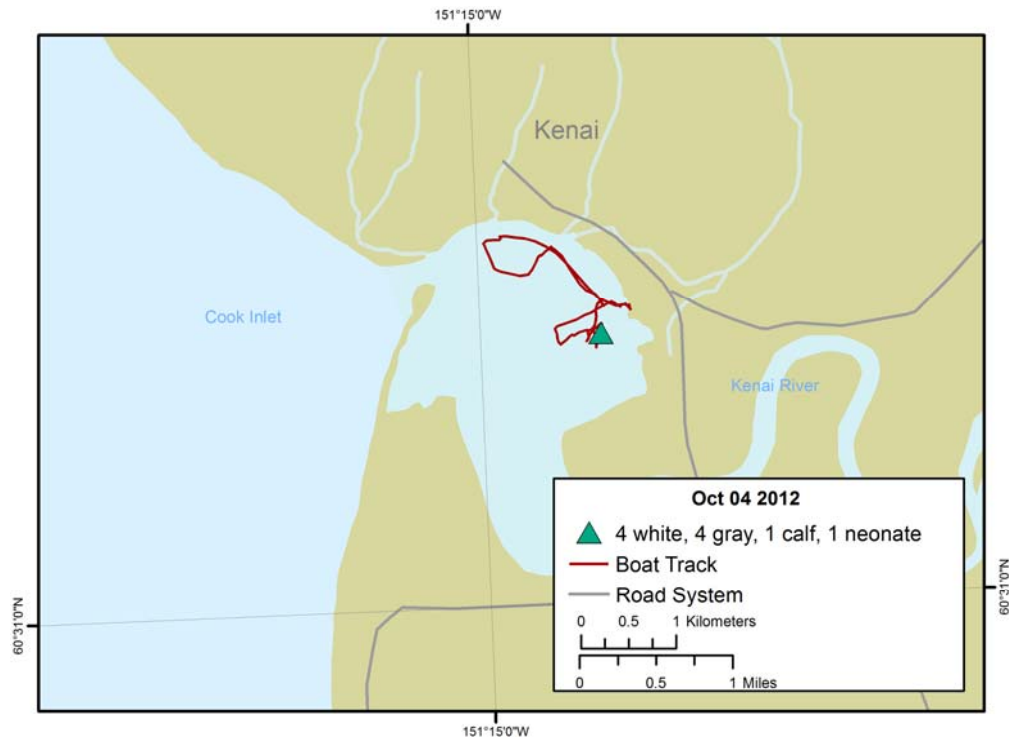 151°15'0"W
Kenai
Cook Inlet
Kenai River
Oct 04 2012
4 white, 4 gray, 1 calf, 1 neonate
Boat Track
Road System
0 0.5 1 Kilometers
0 0.5 1 Miles
60°31'0"N
60°31'0"N
151°15'0"W